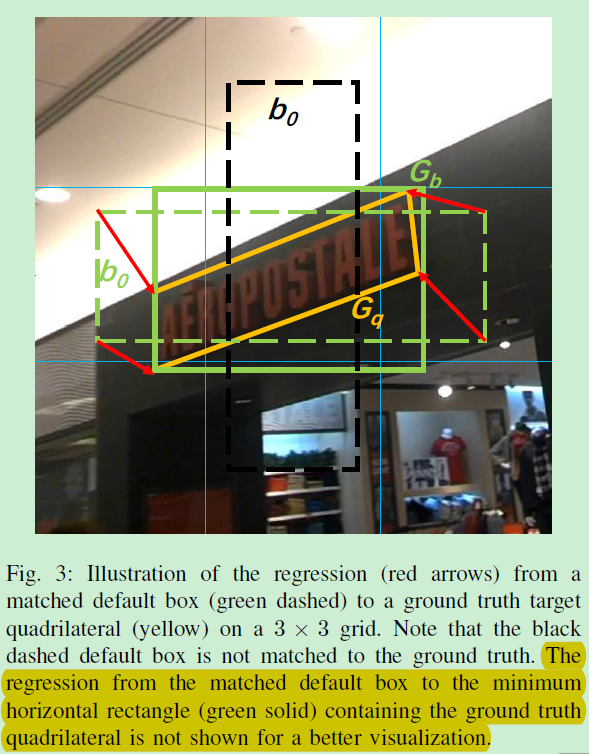 b0
Gb
b0
AÉROPOSTALE
Gq
Fig. 3: Illustration of the regression (red arrows) from a
matched default box (green dashed) to a ground truth target
quadrilateral (yellow) on a 3 × 3 grid. Note that the black
dashed default box is not matched to the ground truth. The
regression from the matched default box to the minimum
horizontal rectangle (green solid) containing the ground truth
quadrilateral is not shown for a better visualization.